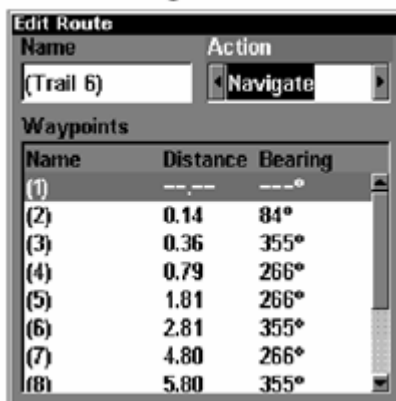 Edit Route
Name Action
(Trail 6) Navigate
Waypoints
Name Distance Bearing
(1) --.-- ---°
(2) 0.14 84°
(3) 0.36 355°
(4) 0.79 266°
(5) 1.81 266°
(6) 2.81 355°
(7) 4.80 266°
(8) 5.80 355°